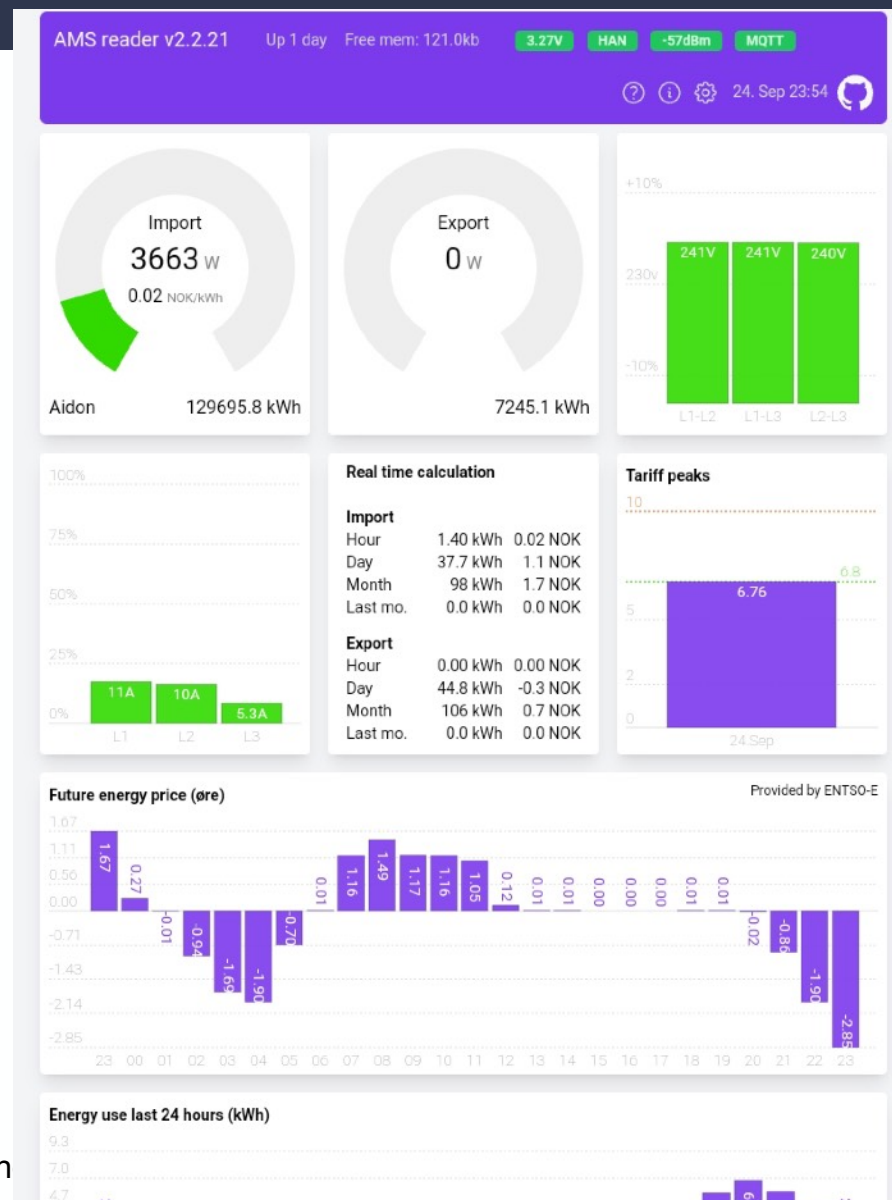 AMS reader v2.2.21 Up 1 day Free mem: 121.0kb 3.27V HAN -57dBm MQTT
24. Sep 23:54
Import
3663 W
0.02 NOK/kWh
Aidon 129695.8 kWh
Export
0 W
7245.1 kWh
+10%
241V 241V 240V
230v
-10%
L1-L2 L1-L3 L2-L3
100%
75%
50%
25%
11A 10A 5.3A
0%
L1 L2 L3
Real time calculation
Import
Hour 1.40 kWh 0.02 NOK
Day 37.7 kWh 1.1 NOK
Month 98 kWh 1.7 NOK
Last mo. 0.0 kWh 0.0 NOK
Export
Hour 0.00 kWh 0.00 NOK
Day 44.8 kWh -0.3 NOK
Month 106 kWh 0.7 NOK
Last mo. 0.0 kWh 0.0 NOK
Tariff peaks
10
6.8
6.76
5
2
0
24.Sep
Future energy price (øre) Provided by ENTSO-E
1.67
1.11
0.56
0.00
-0.71
-1.43
-2.14
-2.85
1.67 0.27 -0.01 -0.94 -1.69 -1.90 -0.70 0.01 1.16 1.49 1.17 1.16 1.05 0.12 0.01 0.01 0.00 0.00 0.00 0.01 0.01 -0.02 -0.86 -1.90 -2.85
23 00 01 02 03 04 05 06 07 08 09 10 11 12 13 14 15 16 17 18 19 20 21 22 23
Energy use last 24 hours (kWh)
9.3
7.0
4.7